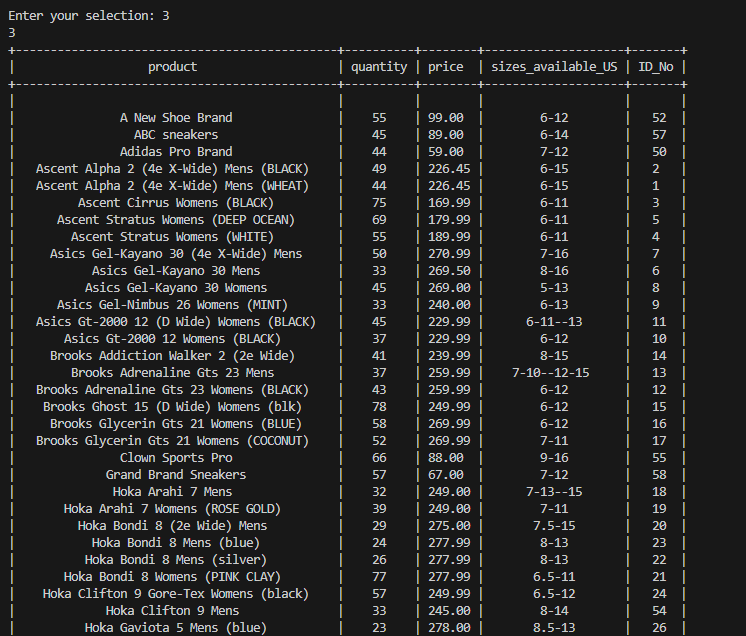 Enter your selection: 3
3
+----------------------------------------------+----------+--------+--------------------+-------+
| product | quantity | price | sizes_available_US | ID_No |
+----------------------------------------------+----------+--------+--------------------+-------+
| A New Shoe Brand | 55 | 99.00 | 6-12 | 52 |
| ABC sneakers | 45 | 89.00 | 6-14 | 57 |
| Adidas Pro Brand | 44 | 59.00 | 7-12 | 50 |
| Ascent Alpha 2 (4e X-Wide) Mens (BLACK) | 49 | 226.45 | 6-15 | 2 |
| Ascent Alpha 2 (4e X-Wide) Mens (WHEAT) | 44 | 226.45 | 6-15 | 1 |
| Ascent Cirrus Womens (BLACK) | 75 | 169.99 | 6-11 | 3 |
| Ascent Stratus Womens (DEEP OCEAN) | 69 | 179.99 | 6-11 | 5 |
| Ascent Stratus Womens (WHITE) | 55 | 189.99 | 6-11 | 4 |
| Asics Gel-Kayano 30 (4e X-Wide) Mens | 50 | 270.99 | 7-16 | 7 |
| Asics Gel-Kayano 30 Mens | 33 | 269.50 | 8-16 | 6 |
| Asics Gel-Kayano 30 Womens | 45 | 269.00 | 5-13 | 8 |
| Asics Gel-Nimbus 26 Womens (MINT) | 33 | 240.00 | 6-13 | 9 |
| Asics Gt-2000 12 (D Wide) Womens (BLACK) | 45 | 229.99 | 6-11--13 | 11 |
| Asics Gt-2000 12 Womens (BLACK) | 37 | 229.99 | 6-12 | 10 |
| Brooks Addiction Walker 2 (2e Wide) | 41 | 239.99 | 8-15 | 14 |
| Brooks Adrenaline Gts 23 Mens | 37 | 259.99 | 7-10--12-15 | 13 |
| Brooks Adrenaline Gts 23 Womens (BLACK) | 43 | 259.99 | 6-12 | 12 |
| Brooks Ghost 15 (D Wide) Womens (blk) | 78 | 249.99 | 6-12 | 15 |
| Brooks Glycerin Gts 21 Womens (BLUE) | 58 | 269.99 | 6-12 | 16 |
| Brooks Glycerin Gts 21 Womens (COCONUT) | 52 | 269.99 | 7-11 | 17 |
| Clown Sports Pro | 66 | 88.00 | 9-16 | 55 |
| Grand Brand Sneakers | 57 | 67.00 | 7-12 | 58 |
| Hoka Arahi 7 Mens | 32 | 249.00 | 7-13--15 | 18 |
| Hoka Arahi 7 Womens (ROSE GOLD) | 39 | 249.00 | 7-11 | 19 |
| Hoka Bondi 8 (2e Wide) Mens | 29 | 275.00 | 7.5-15 | 20 |
| Hoka Bondi 8 Mens (blue) | 24 | 277.99 | 8-13 | 23 |
| Hoka Bondi 8 Mens (silver) | 26 | 277.99 | 8-13 | 22 |
| Hoka Bondi 8 Womens (PINK CLAY) | 77 | 277.99 | 6.5-11 | 21 |
| Hoka Clifton 9 Gore-Tex Womens (black) | 57 | 249.99 | 6.5-12 | 24 |
| Hoka Clifton 9 Mens | 33 | 245.00 | 8-14 | 54 |
| Hoka Gaviota 5 Mens (blue) | 23 | 278.00 | 8.5-13 | 26 |